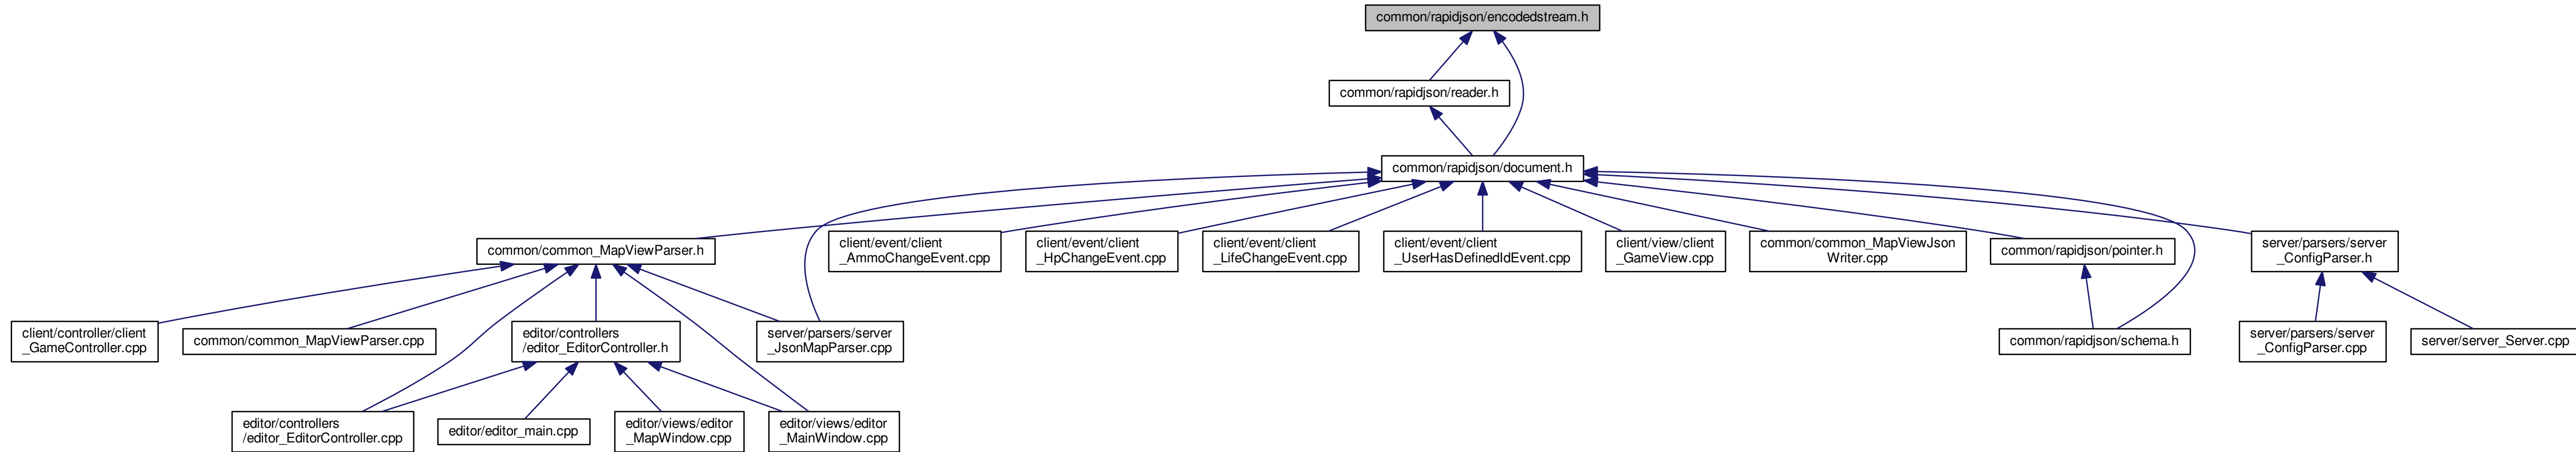 common/rapidjson/encodedstream.h
common/rapidjson/reader.h
common/rapidjson/document.h
common/common_MapViewParser.h
client/event/client
_AmmoChangeEvent.cpp
client/event/client
_HpChangeEvent.cpp
client/event/client
_LifeChangeEvent.cpp
client/event/client
_UserHasDefinedIdEvent.cpp
client/view/client
_GameView.cpp
common/common_MapViewJson
Writer.cpp
common/rapidjson/pointer.h
server/parsers/server
_ConfigParser.h
client/controller/client
_GameController.cpp
common/common_MapViewParser.cpp
editor/controllers
/editor_EditorController.h
server/parsers/server
_JsonMapParser.cpp
common/rapidjson/schema.h
server/parsers/server
_ConfigParser.cpp
server/server_Server.cpp
editor/controllers
/editor_EditorController.cpp
editor/editor_main.cpp
editor/views/editor
_MapWindow.cpp
editor/views/editor
_MainWindow.cpp